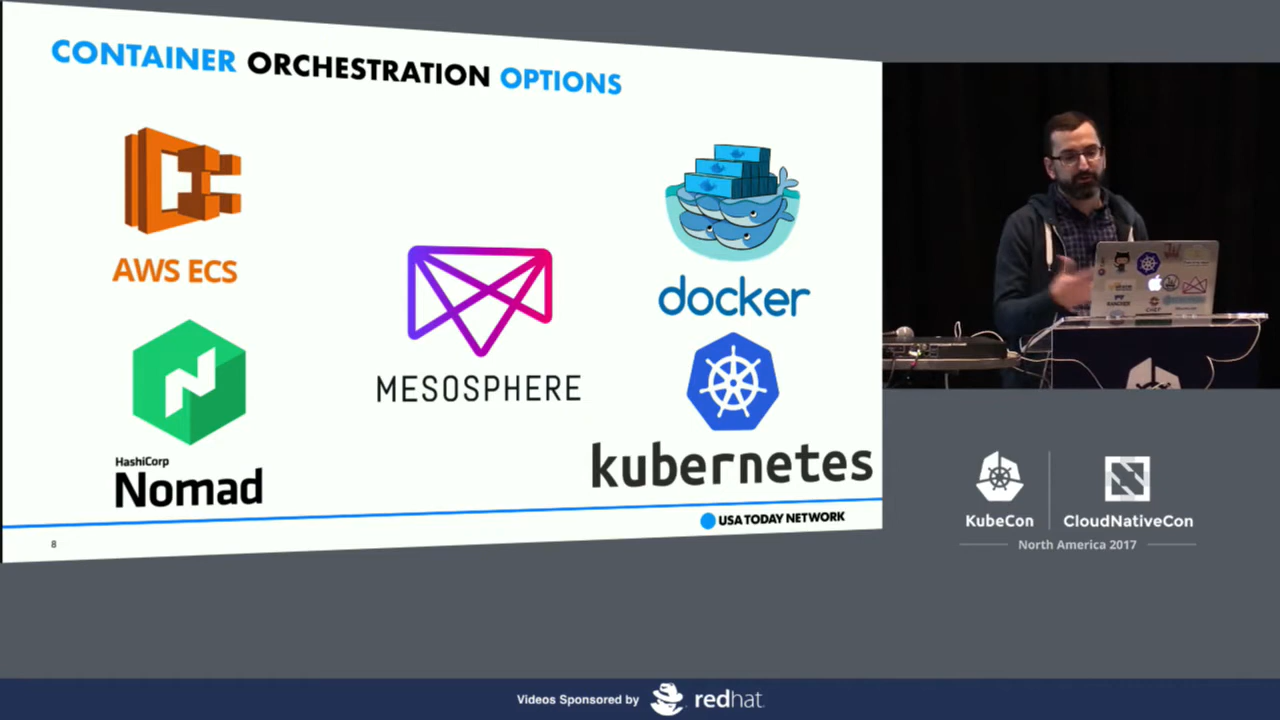 CONTAINER ORCHESTRATION OPTIONS
AWS ECS
HashiCorp
Nomad
MESOSPHERE
docker
kubernetes
USA TODAY NETWORK
8
CHEF
KubeCon
CloudNativeCon
North America 2017
Videos Sponsored by redhat.